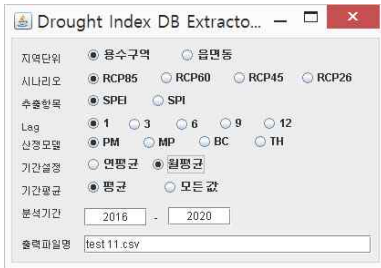 Drought Index DB Extracto...
지역단위 용수구역 읍면동
시나리오 RCP85 RCP60 RCP45 RCP26
추출항목 SPEI SPI
Lag 1 3 6 9 12
산정모델 PM MP BC TH
기간설정 연평균 월평균
기간평균 평균 모든값
분석기간 2016 - 2020
출력파일명 test11.csv